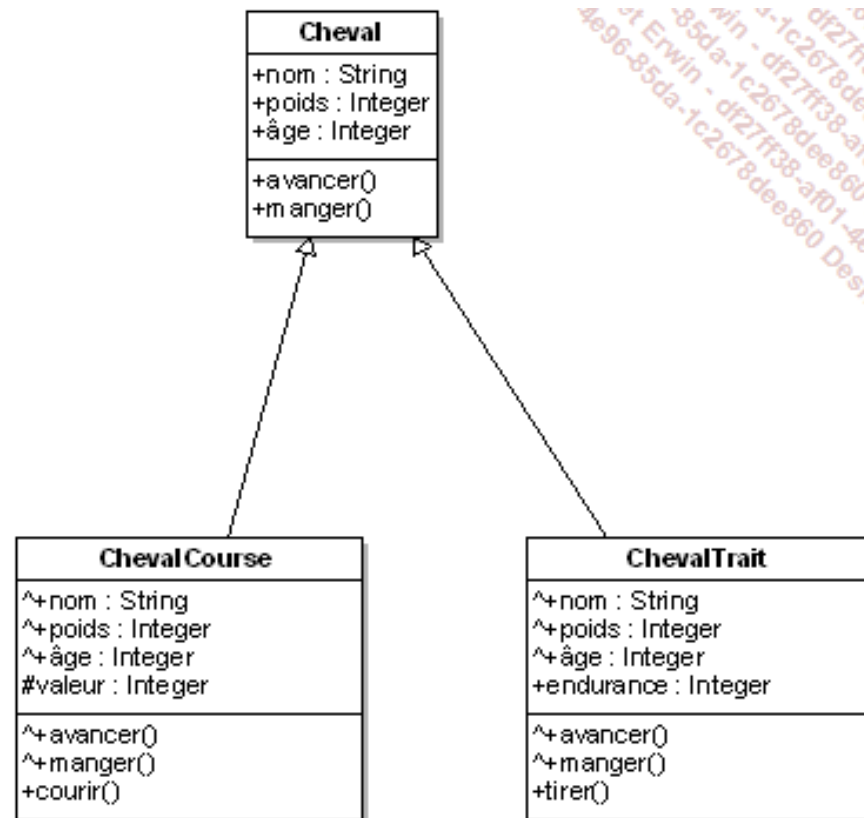 Cheval
+nom : String
+poids : Integer
+âge : Integer
+avancer()
+manger()
ChevalCourse
^+nom : String
^+poids : Integer
^+âge : Integer
#valeur : Integer
^+avancer()
^+manger()
+courir()
ChevalTrait
^+nom : String
^+poids : Integer
^+âge : Integer
+endurance : Integer
^+avancer()
^+manger()
+tirer()